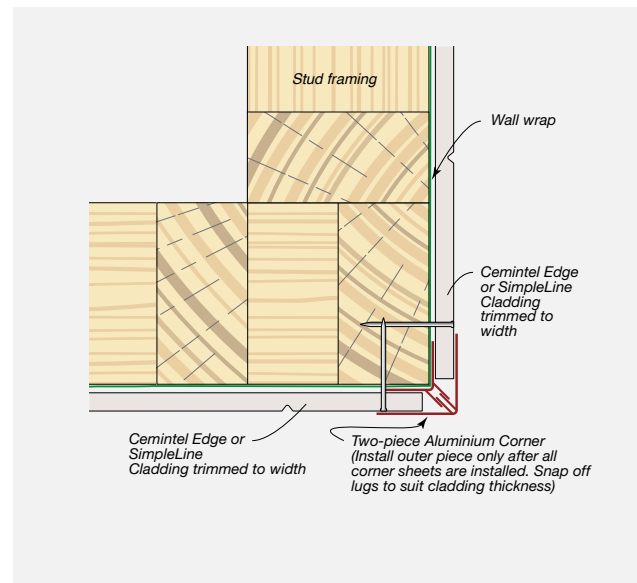 Stud framing
Wall wrap
Cemintel Edge
or SimpleLine
Cladding
trimmed to
width
Cemintel Edge or
SimpleLine
Cladding trimmed to width
Two-piece Aluminium Corner
(Install outer piece only after all
corner sheets are installed. Snap off
lugs to suit cladding thickness)